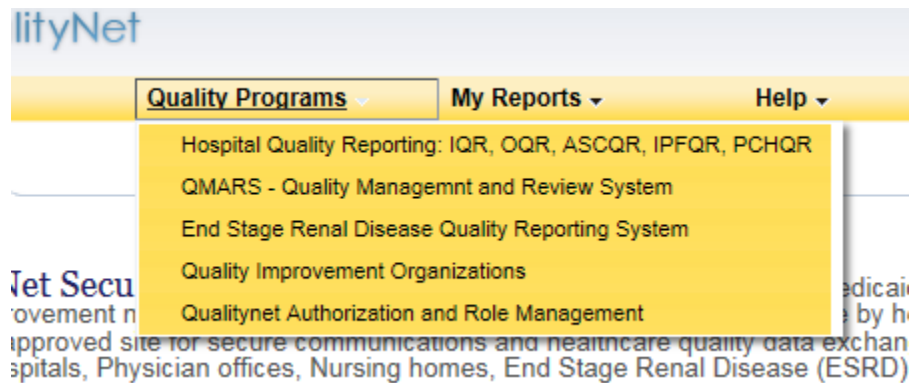 lityNet
Quality Programs My Reports Help
Hospital Quality Reporting: IQR, OQR, ASCQR, IPFQR, PCHQR
QMARS - Quality Managemnt and Review System
End Stage Renal Disease Quality Reporting System
Quality Improvement Organizations
Qualitynet Authorization and Role Management
Net Secu edicaid
rovement n e by h
approved site for secure communications and healthcare quality data exchan
spitals, Physician offices, Nursing homes, End Stage Renal Disease (ESRD)